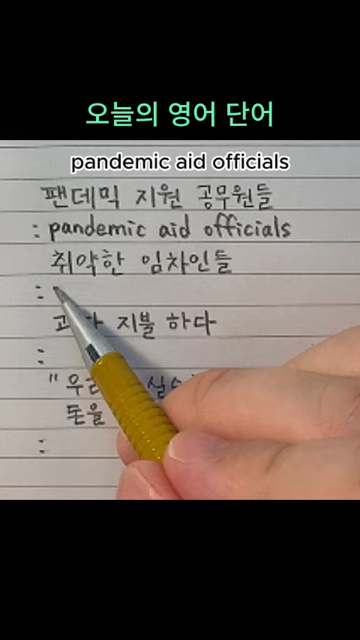 오늘의 영어 단어
pandemic aid officials
팬데믹 지원 공무원들
: pandemic aid officials
취약한 임차인들
:
지불 하다
:
"우리
돈을
: